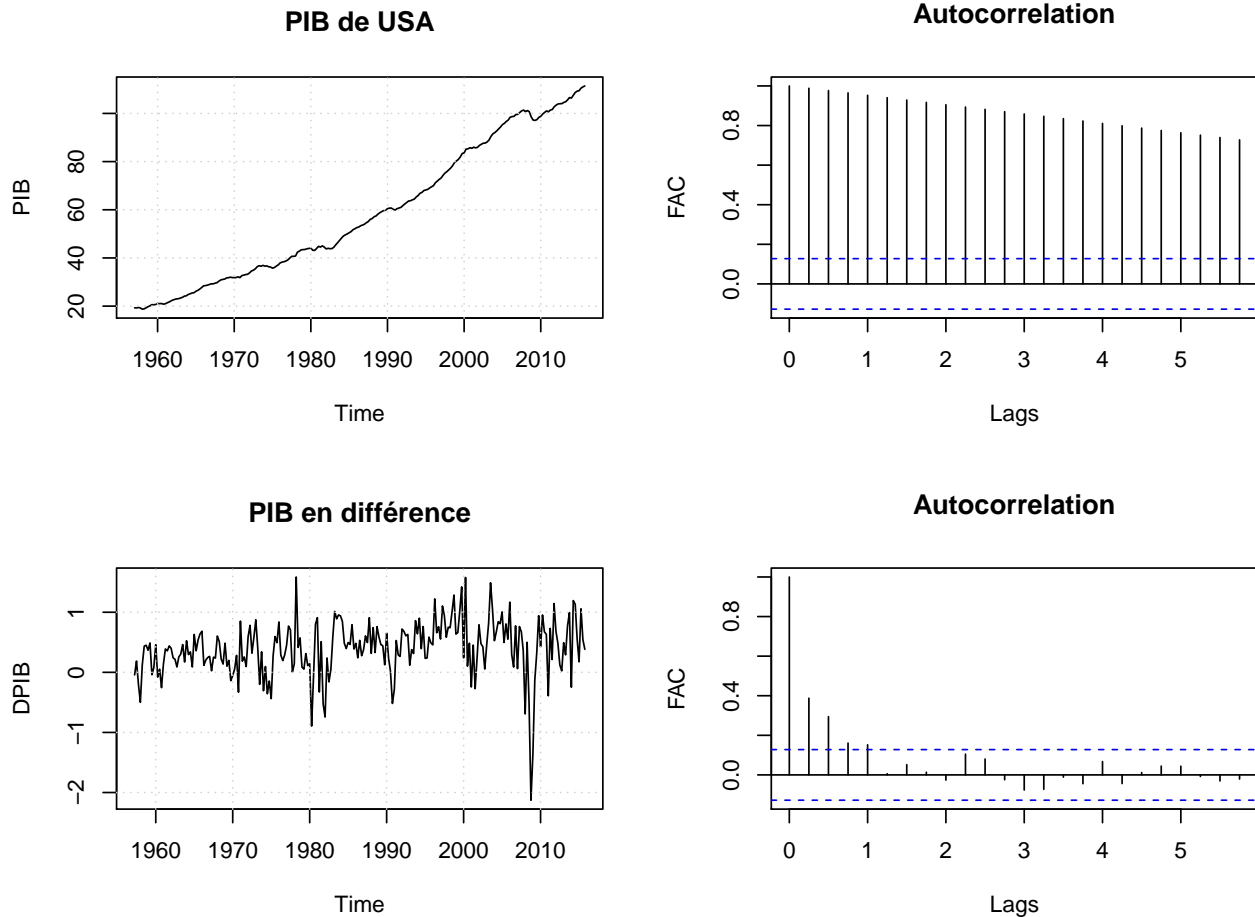 PIB de USA
PIB
20 40 60 80
1960 1970 1980 1990 2000 2010
Time
Autocorrelation
FAC
0.0 0.4 0.8
0 1 2 3 4 5
Lags
PIB en différence
DPIB
−2 −1 0 1
1960 1970 1980 1990 2000 2010
Time
Autocorrelation
FAC
0.0 0.4 0.8
0 1 2 3 4 5
Lags